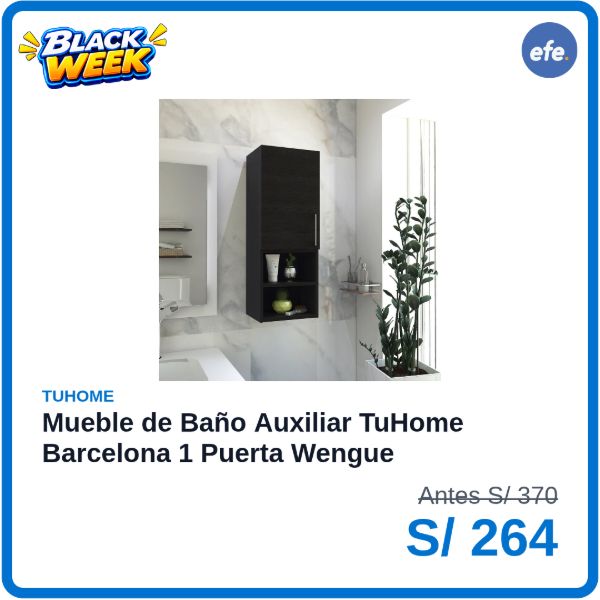 BLACK
WEEK
efe.
TUHOME
Mueble de Baño Auxiliar TuHome
Barcelona 1 Puerta Wengue
Antes S/ 370
S/ 264